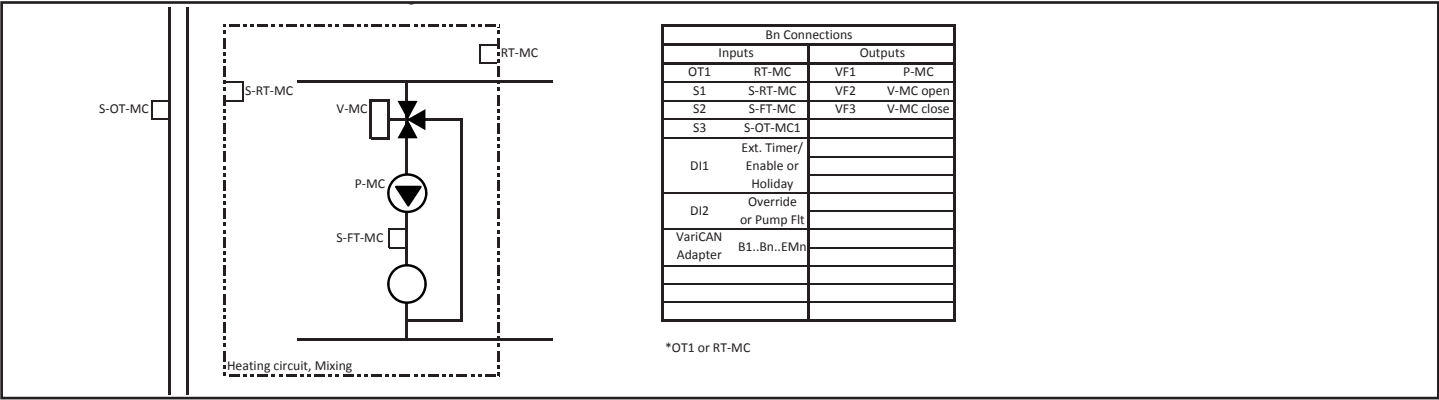 RT-MC
S-RT-MC
S-OT-MC
V-MC
P-MC
S-FT-MC
Heating circuit, Mixing
Bn Connections
Inputs Outputs
OT1 RT-MC VF1 P-MC
S1 S-RT-MC VF2 V-MC open
S2 S-FT-MC VF3 V-MC close
S3 S-OT-MC1
DI1
Ext. Timer/
Enable or
Holiday
DI2
Override
or Pump Flt
VariCAN
Adapter
B1..Bn..EMn
*OT1 or RT-MC